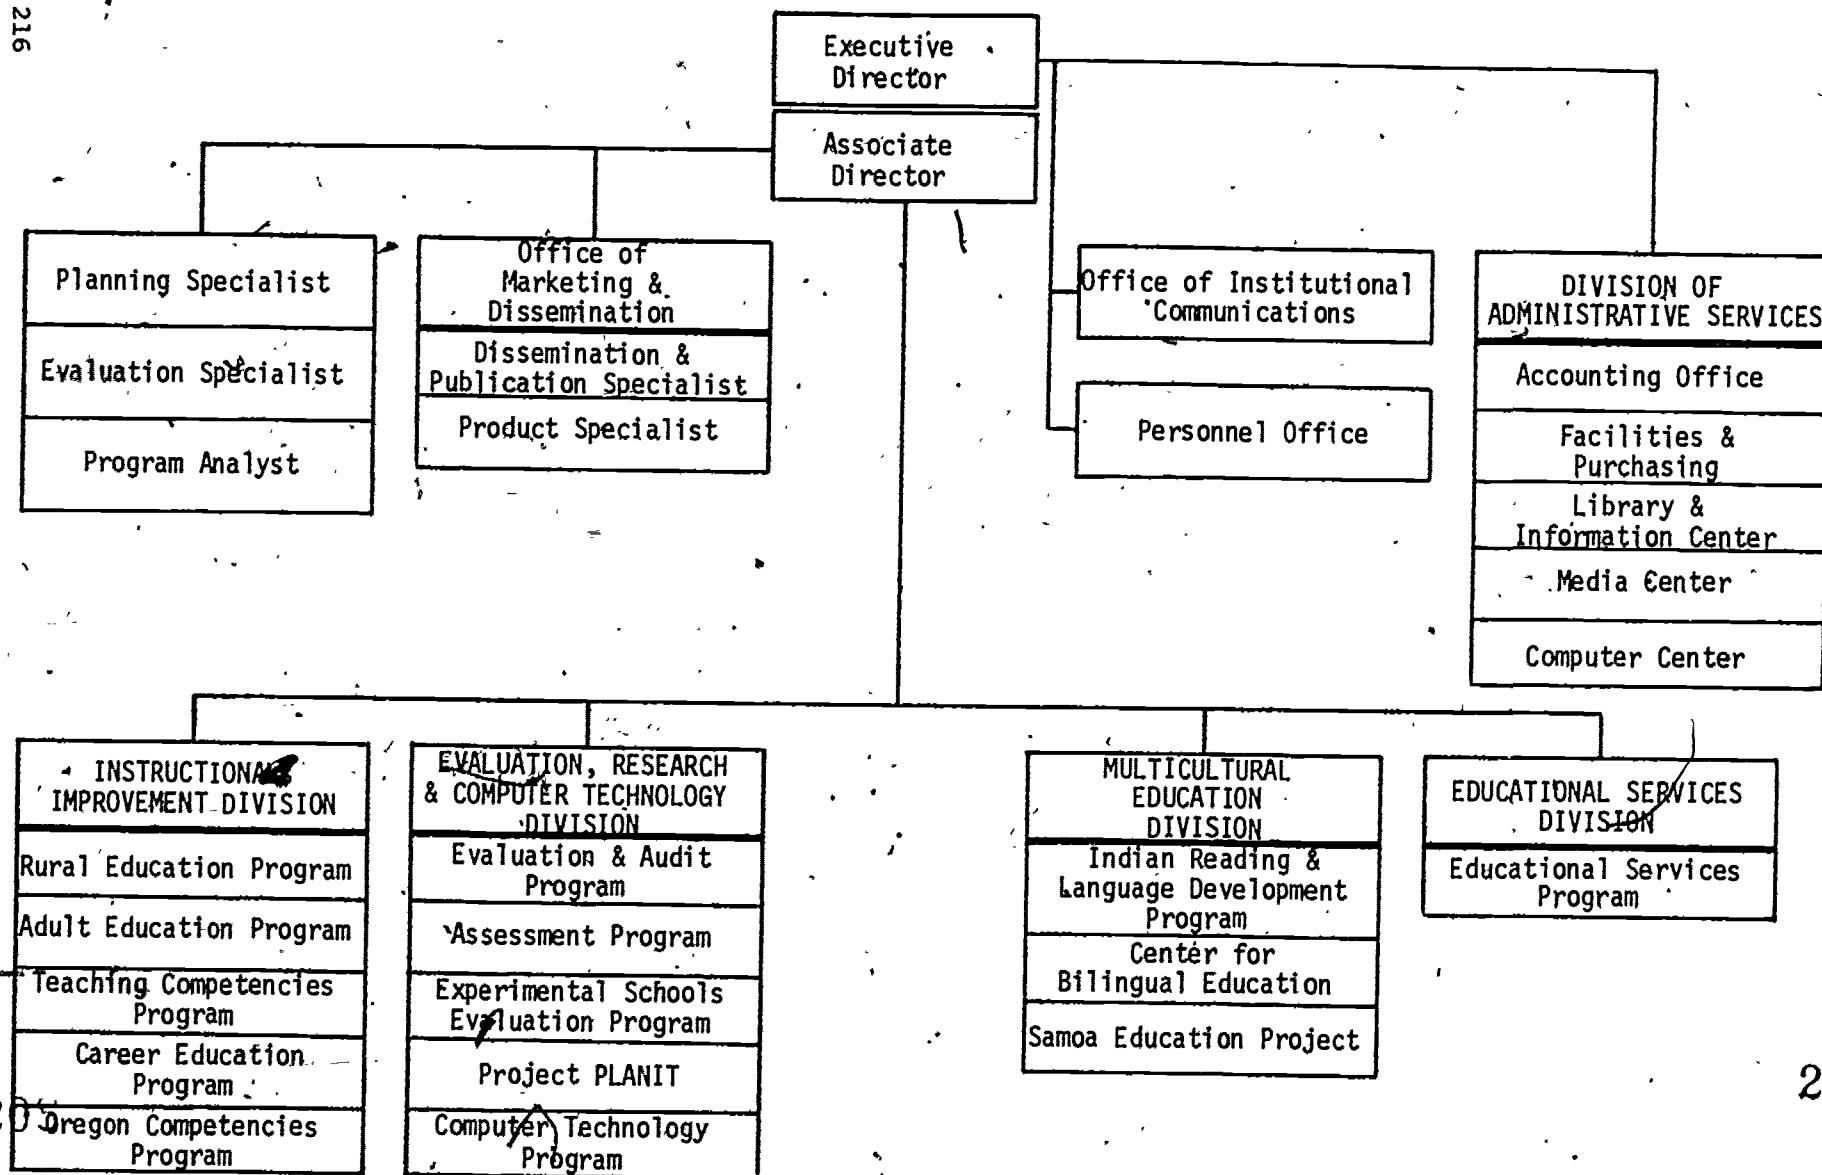 216
Executive
Director
Associate
Director
Planning Specialist
Evaluation Specialist
Program Analyst
Office of
Marketing &
Dissemination
Dissemination &
Publication Specialist
Product Specialist
Office of Institutional
Communications
Personnel Office
DIVISION OF
ADMINISTRATIVE SERVICES
Accounting Office
Facilities &
Purchasing
Library &
Information Center
Media Center
Computer Center
INSTRUCTIONAL
IMPROVEMENT DIVISION
Rural Education Program
Adult Education Program
Teaching Competencies
Program
Career Education
Program
Oregon Competencies
Program
EVALUATION, RESEARCH
& COMPUTER TECHNOLOGY
DIVISION
Evaluation & Audit
Program
Assessment Program
Experimental Schools
Evaluation Program
Project PLANIT
Computer Technology
Program
MULTICULTURAL
EDUCATION
DIVISION
Indian Reading &
Language Development
Program
Center for
Bilingual Education
Samoa Education Project
EDUCATIONAL SERVICES
DIVISION
Educational Services
Program
2